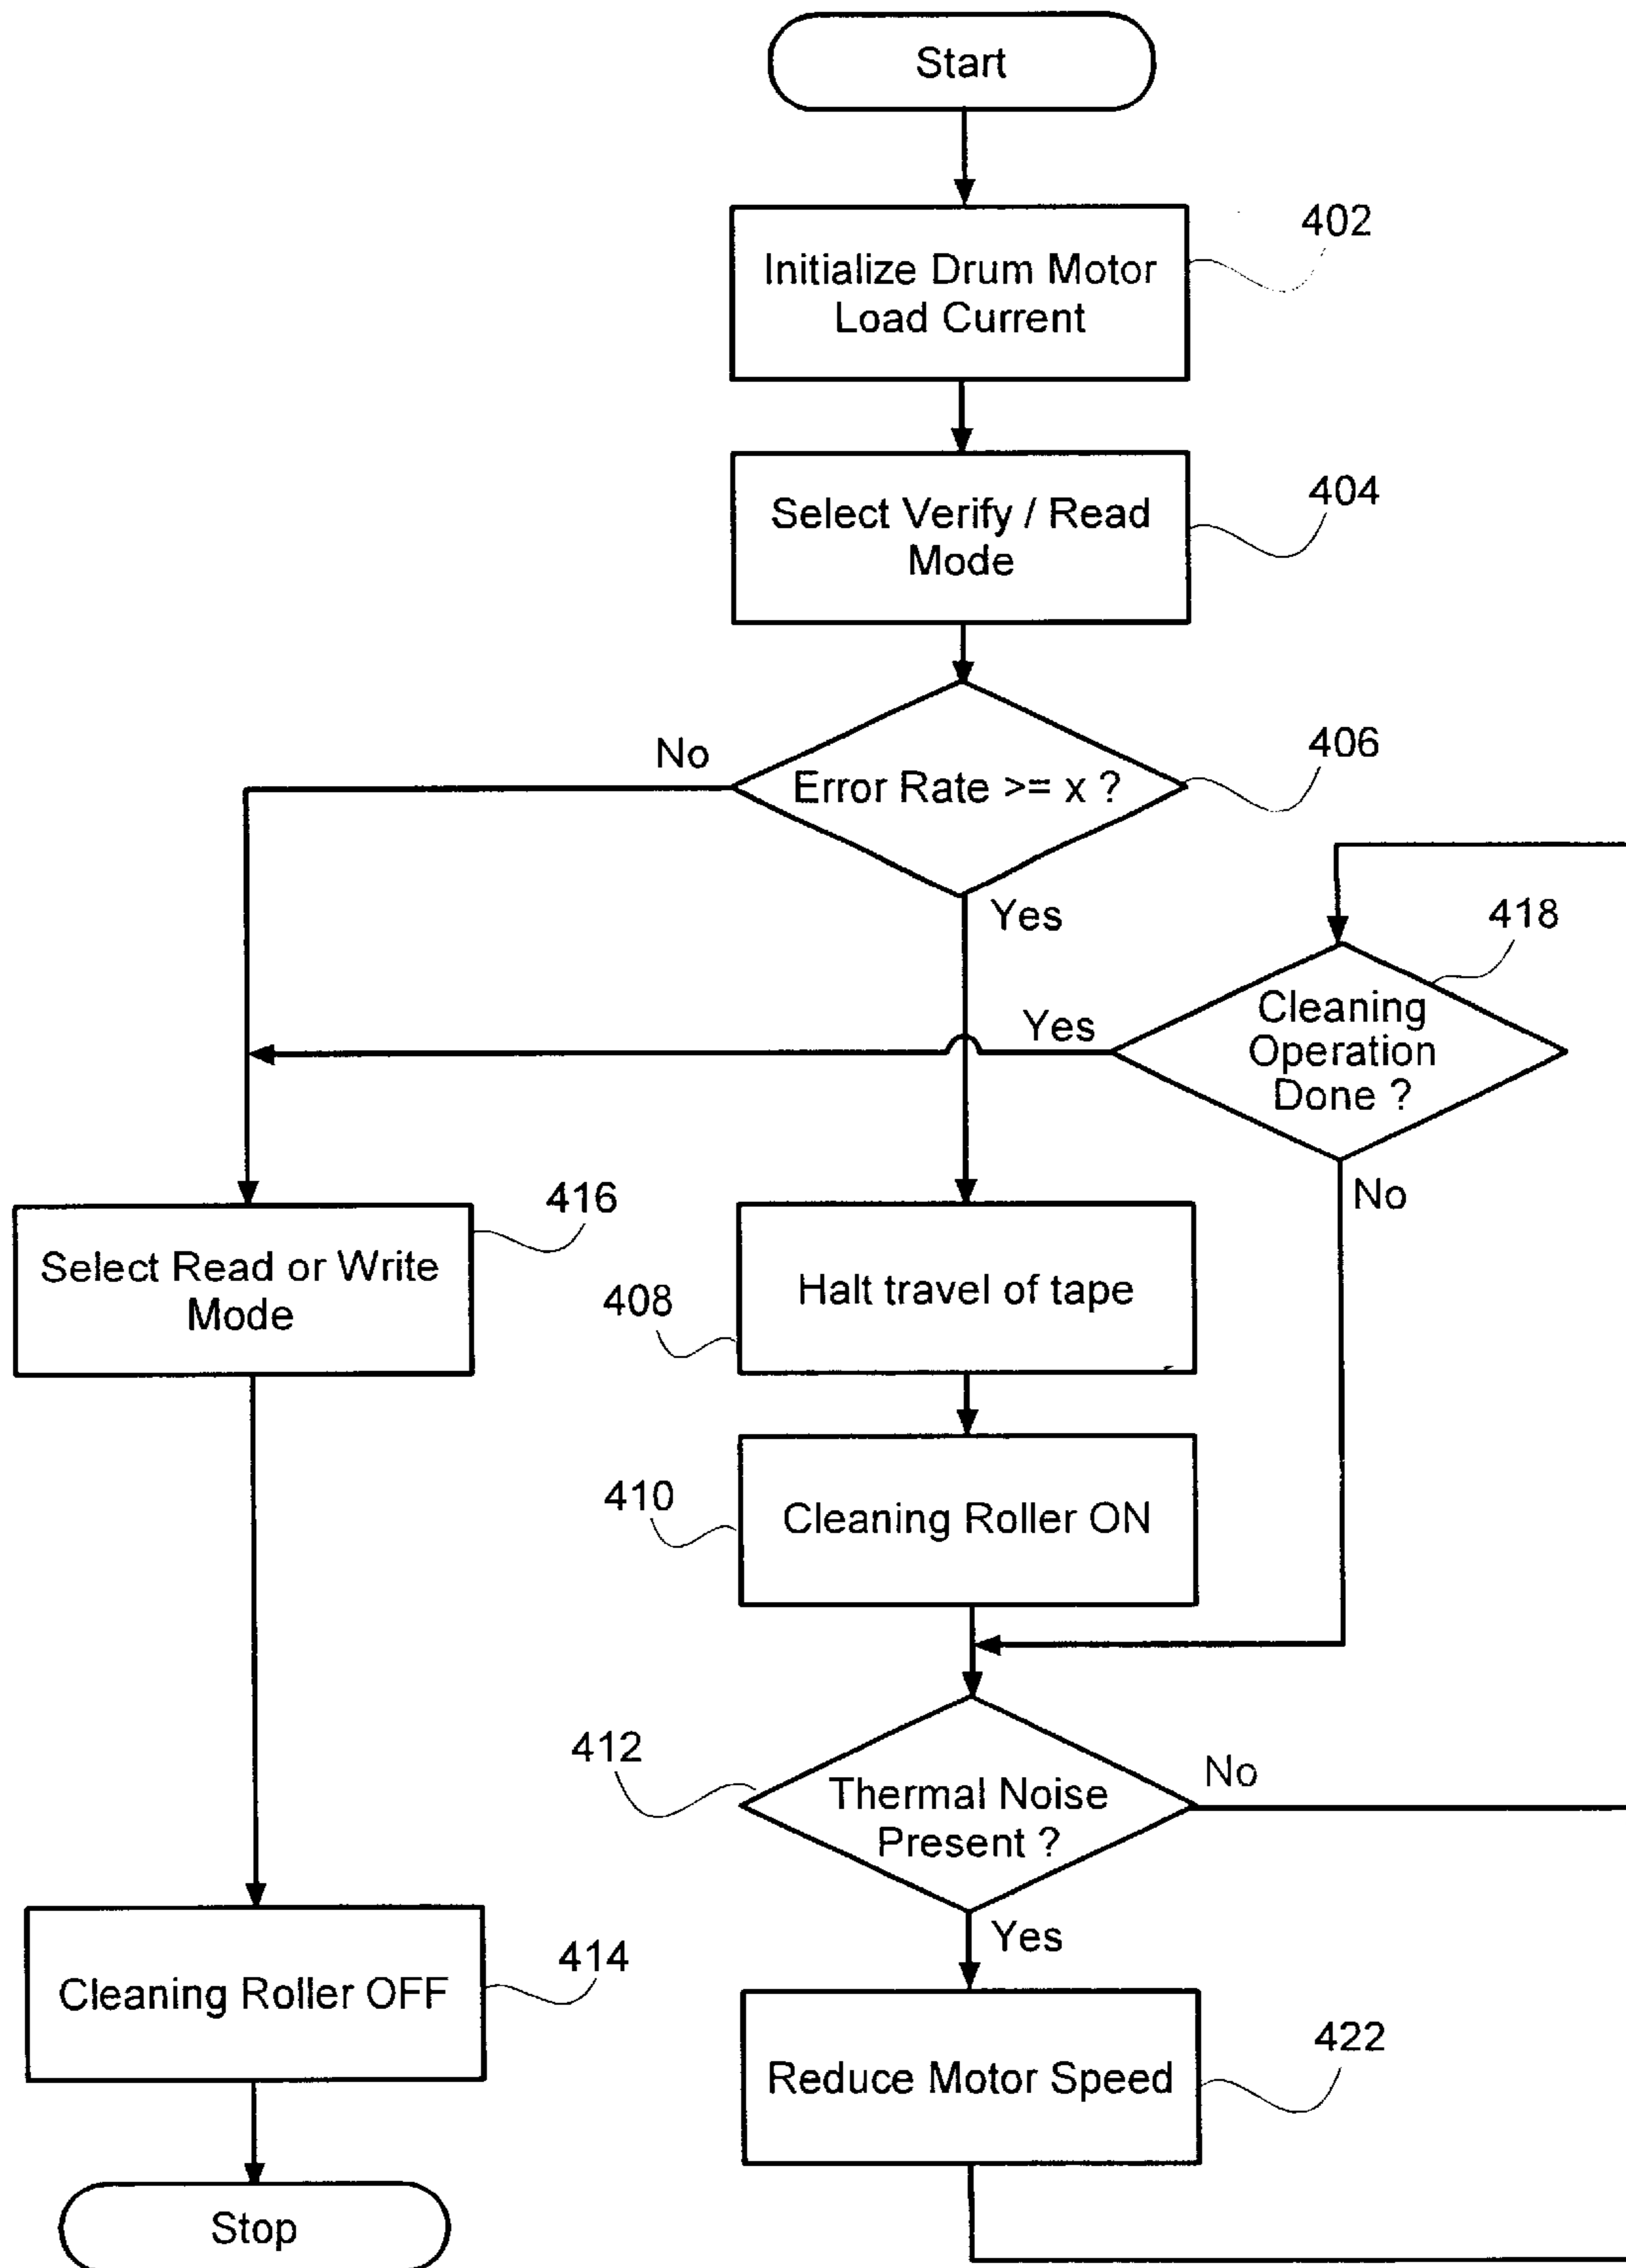 Start
402
Initialize Drum Motor
Load Current
404
Select Verify / Read
Mode
406
No
Error Rate >= x ?
Yes
418
Cleaning
Operation
Done ?
Yes
No
416
Select Read or Write
Mode
408
Halt travel of tape
410
Cleaning Roller ON
412
Thermal Noise
Present ?
No
Yes
414
Cleaning Roller OFF
422
Reduce Motor Speed
Stop